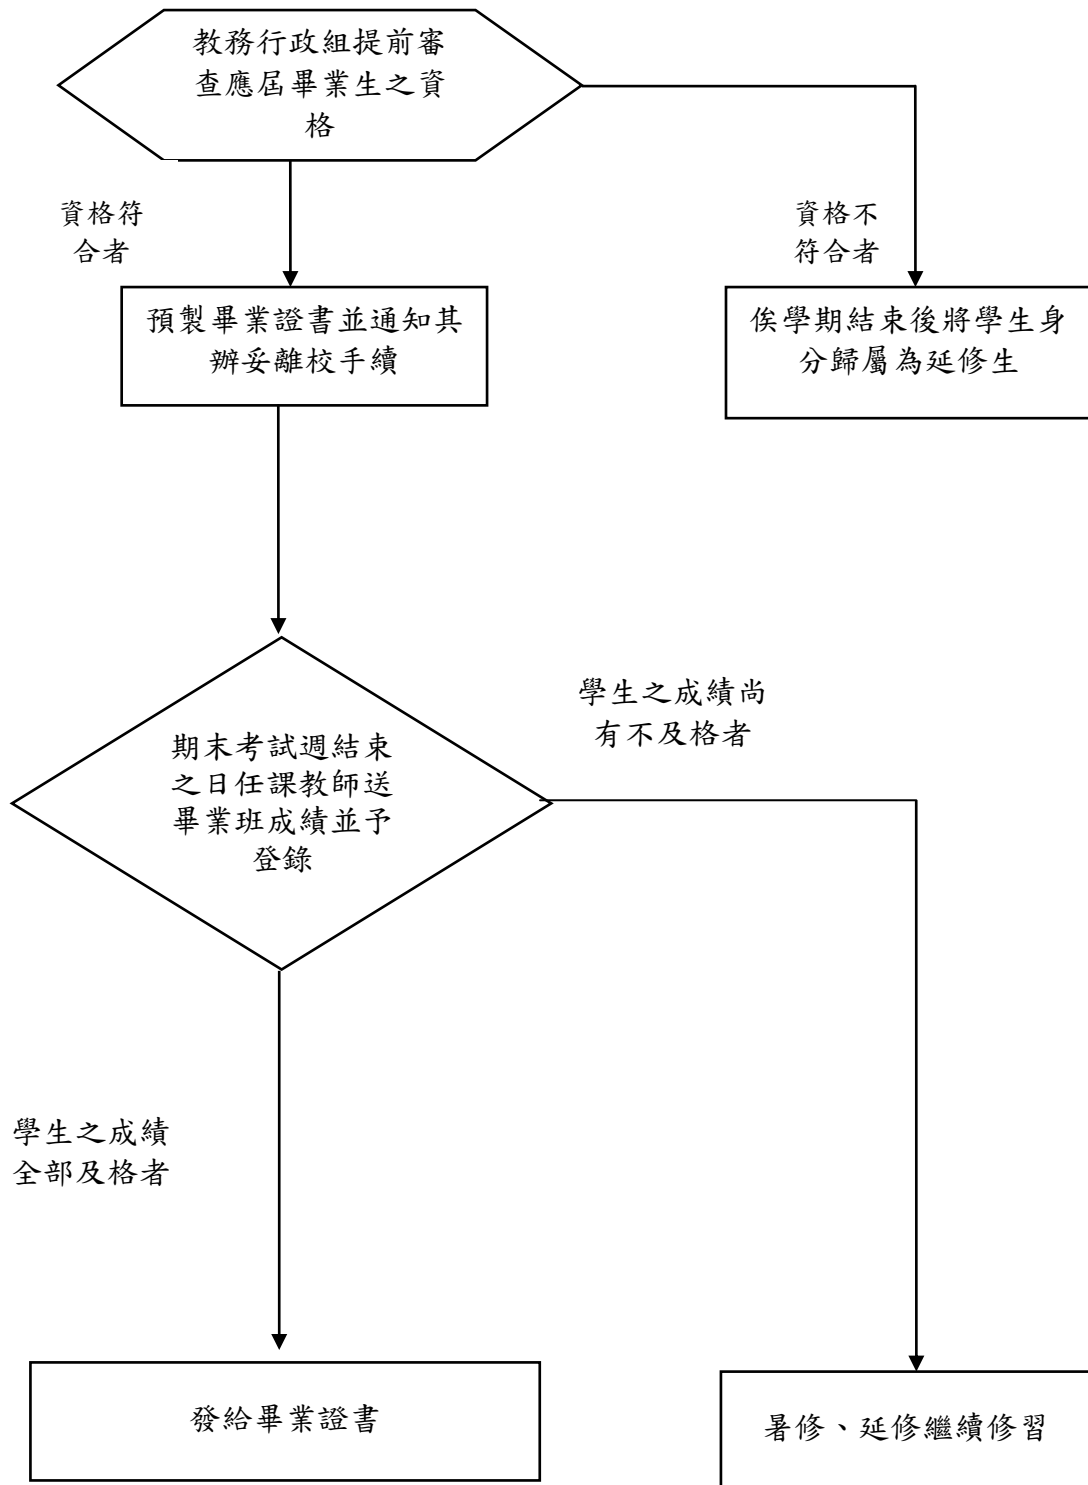 教務行政組提前審
查應屆畢業生之資
格
資格符
合者
資格不
符合者
預製畢業證書並通知其
辦妥離校手續
俟學期結束後將學生身
分歸屬為延修生
學生之成績尚
有不及格者
期末考試週結束
之日任課教師送
畢業班成績並予
登錄
學生之成績
全部及格者
發給畢業證書
暑修、延修繼續修習